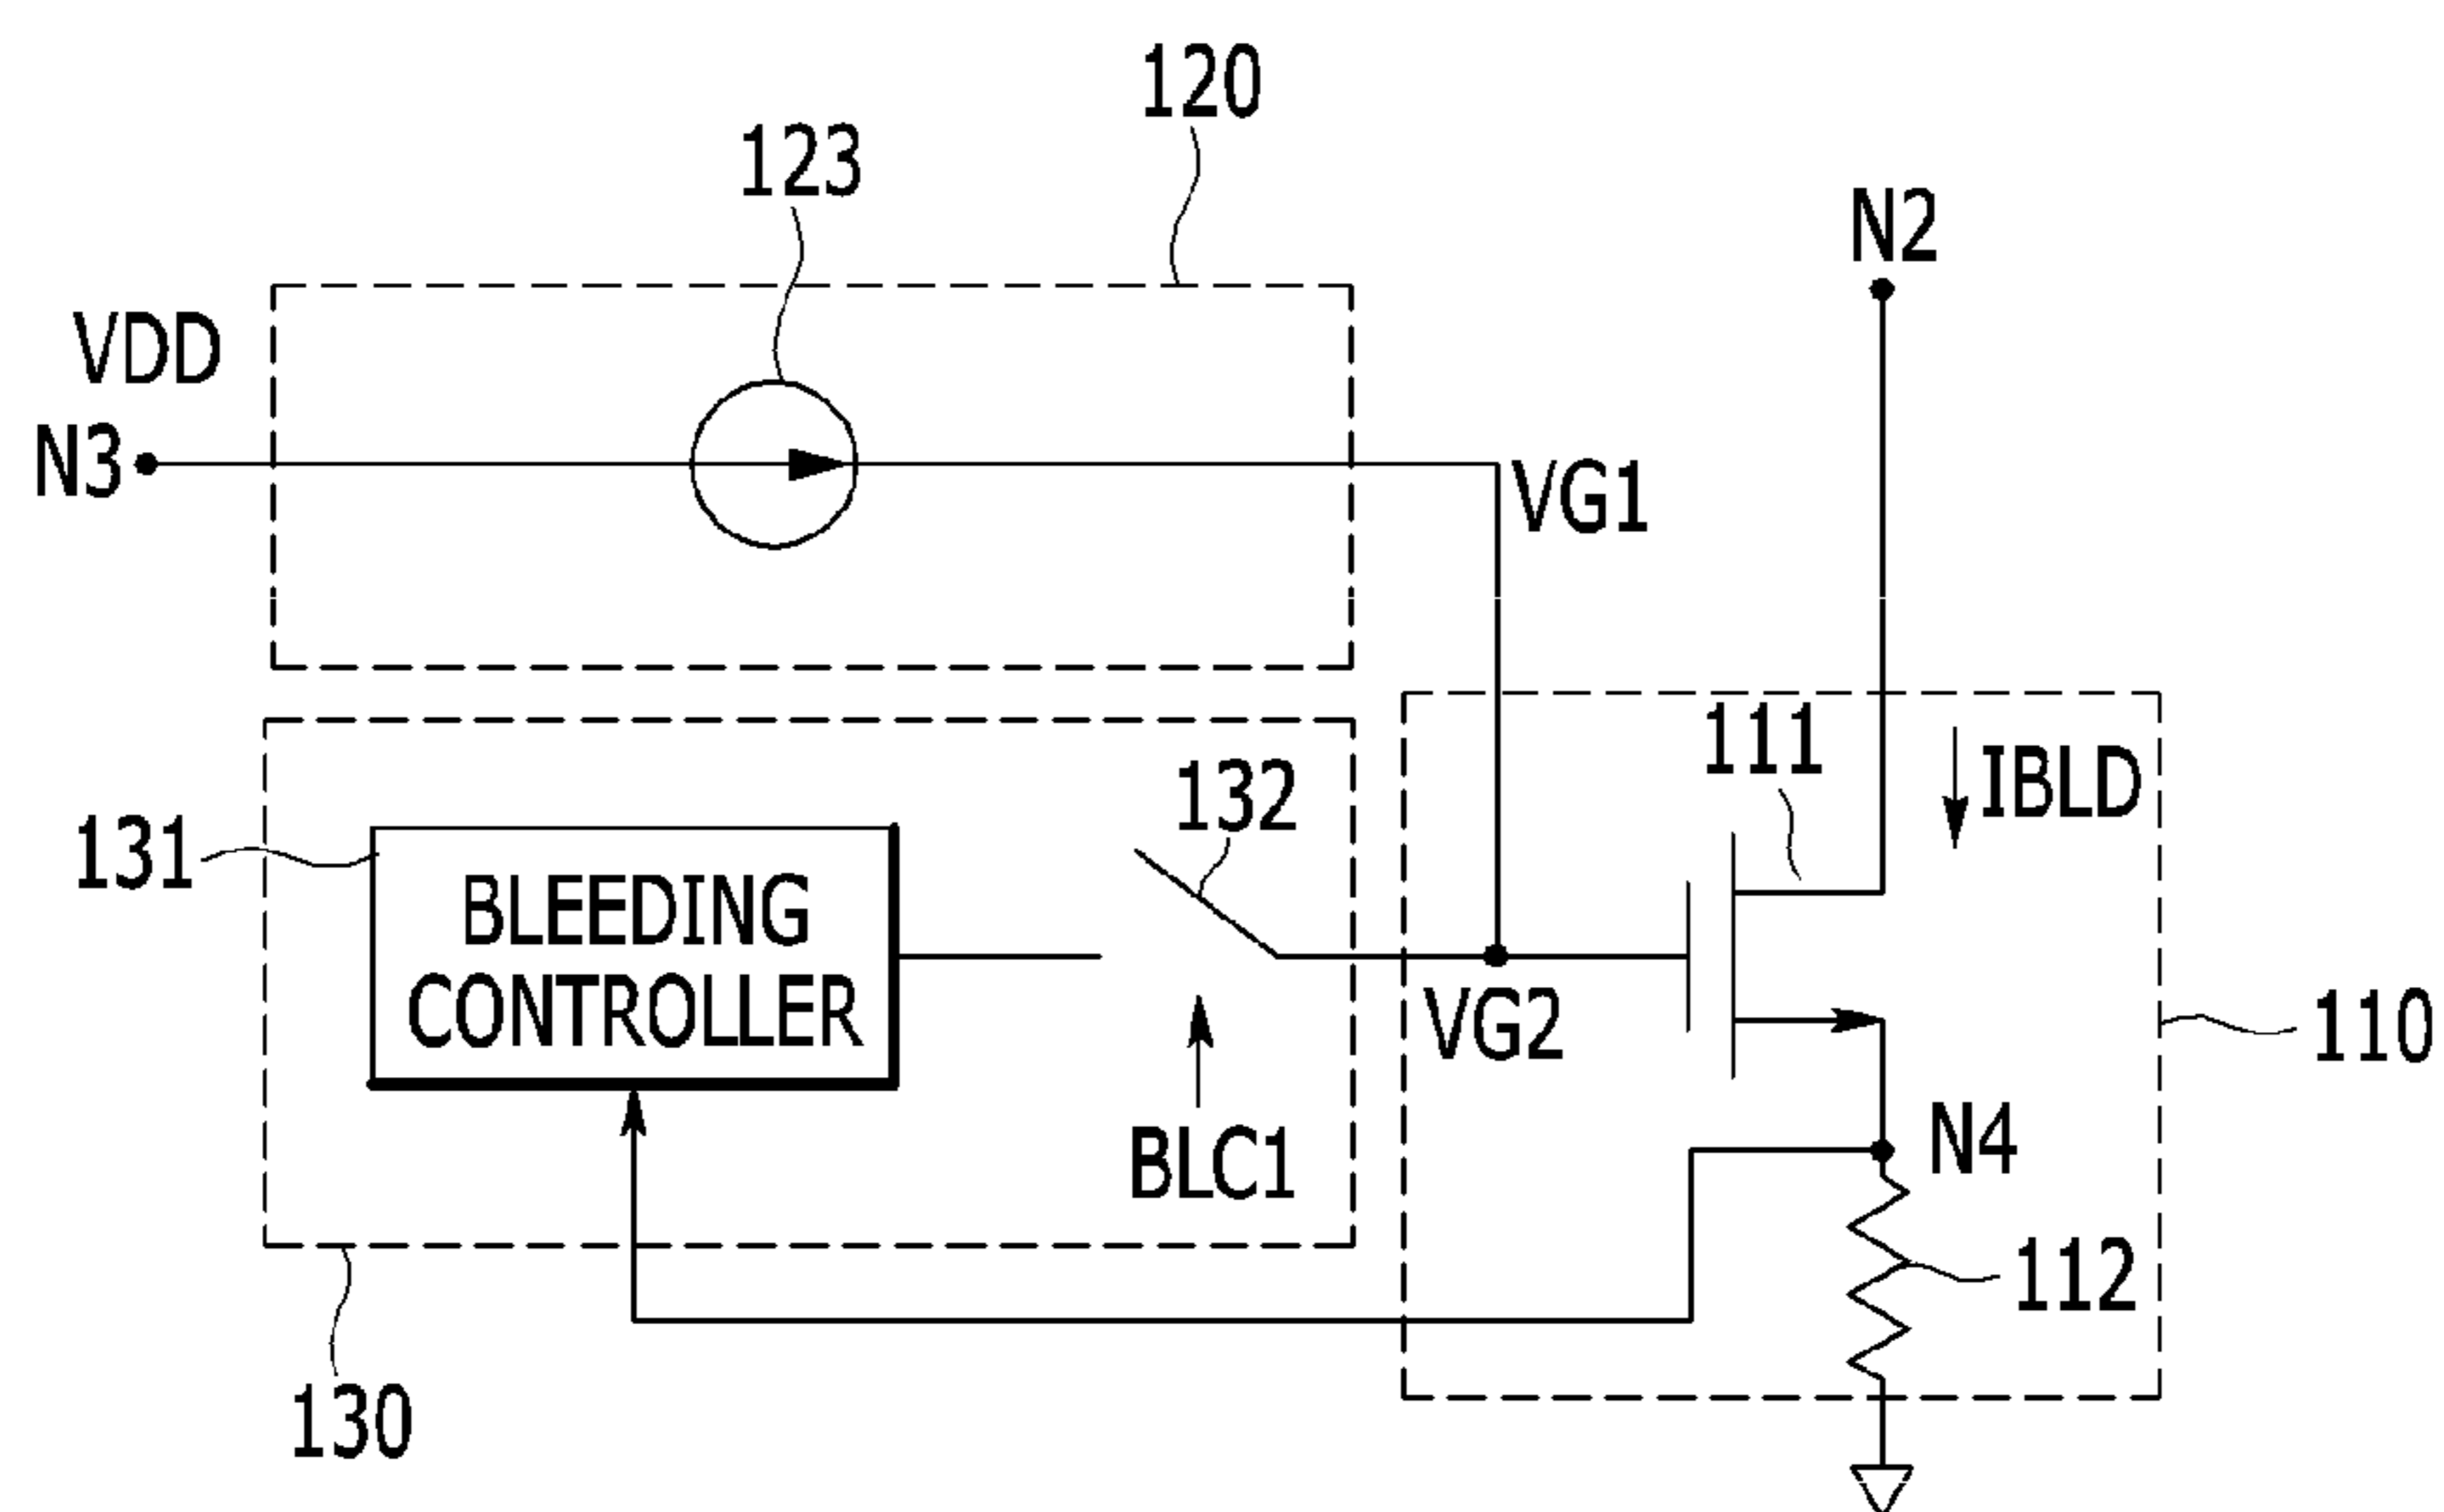 120
123
N2
VDD
N3
VG1
111
132
IBLD
131
BLEEDING
CONTROLLER
VG2
110
BLC1
N4
112
130